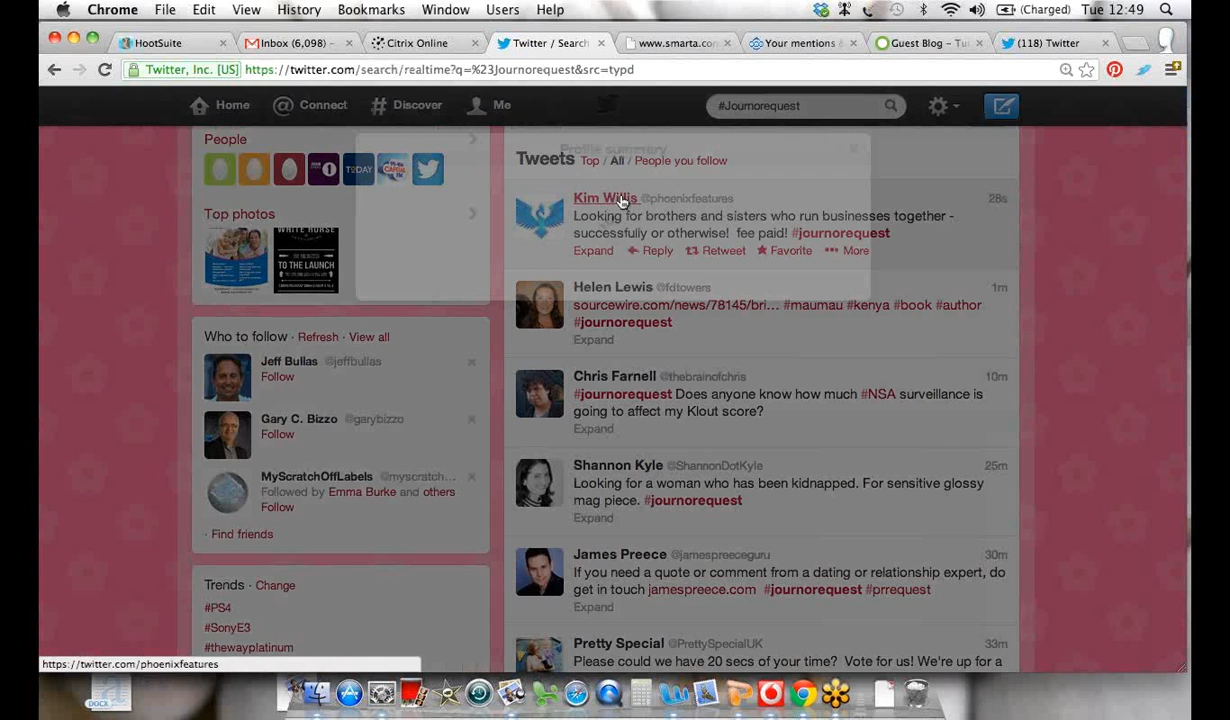 Chrome File Edit View History Bookmarks Window Users Help (Charged) Tue 12:49
HootSuite Inbox (6,098) – Citrix Online Twitter / Search www.smarta.co Your mentions & Guest Blog – Tu (118) Twitter
Twitter, Inc. [US] https://twitter.com/search/realtime?q=%23Journorequest&src=typd
Home Connect Discover Me #Journorequest
People
Top photos
WHITE HORSE
TO THE LAUNCH
Who to follow · Refresh · View all
Jeff Bullas @jeffbullas
Follow
Gary C. Bizzo @garybizzo
Follow
MyScratchOffLabels @myscratch...
Followed by Emma Burke and others
Follow
· Find friends
Trends · Change
#PS4
#SonyE3
#thewayplatinum
https://twitter.com/phoenixfeatures
Profile summary
Tweets Top / All / People you follow
Kim Willis @phoenixfeatures 28s
Looking for brothers and sisters who run businesses together -
successfully or otherwise! fee paid! #journorequest
Expand Reply Retweet Favorite More
Helen Lewis @fdtowers 1m
sourcewire.com/news/78145/bri... #maumau #kenya #book #author
#journorequest
Expand
Chris Farnell @thebrainofchris 10m
#journorequest Does anyone know how much #NSA surveillance is
going to affect my Klout score?
Expand
Shannon Kyle @ShannonDotKyle 25m
Looking for a woman who has been kidnapped. For sensitive glossy
mag piece. #journorequest
Expand
James Preece @jamespreeceguru 30m
If you need a quote or comment from a dating or relationship expert, do
get in touch jamespreece.com #journorequest #prrequest
Expand
Pretty Special @PrettySpecialUK 33m
Please could we have 20 secs of your time? Vote for us! We're up for a
DOCX